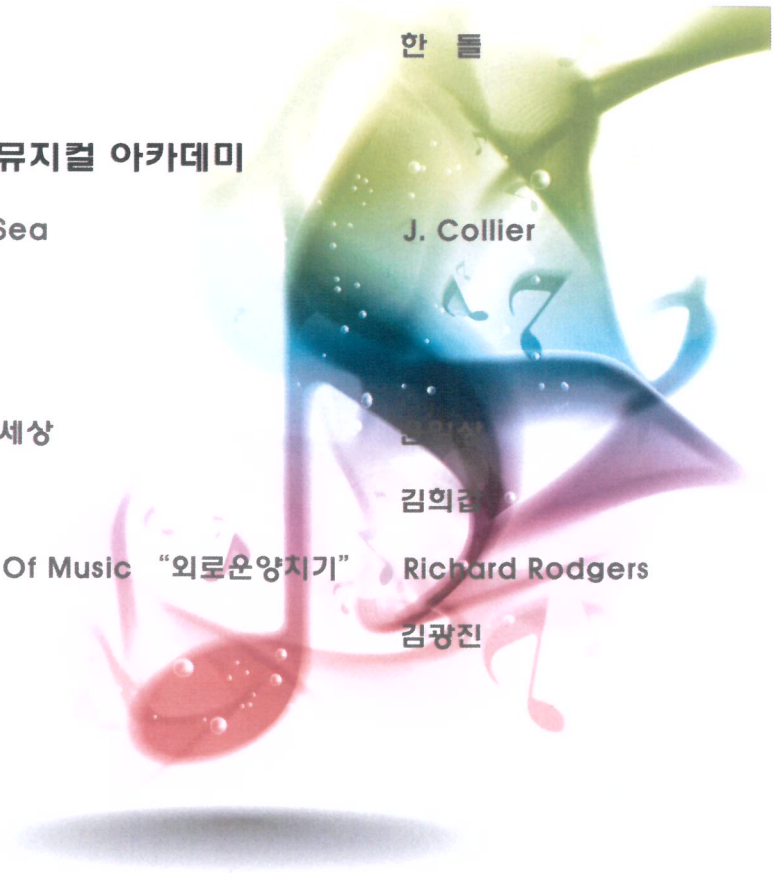 한 돌
뮤지컬 아카데미
Sea J. Collier
세상
김희갑
Of Music “외로운양치기” Richard Rodgers
김광진